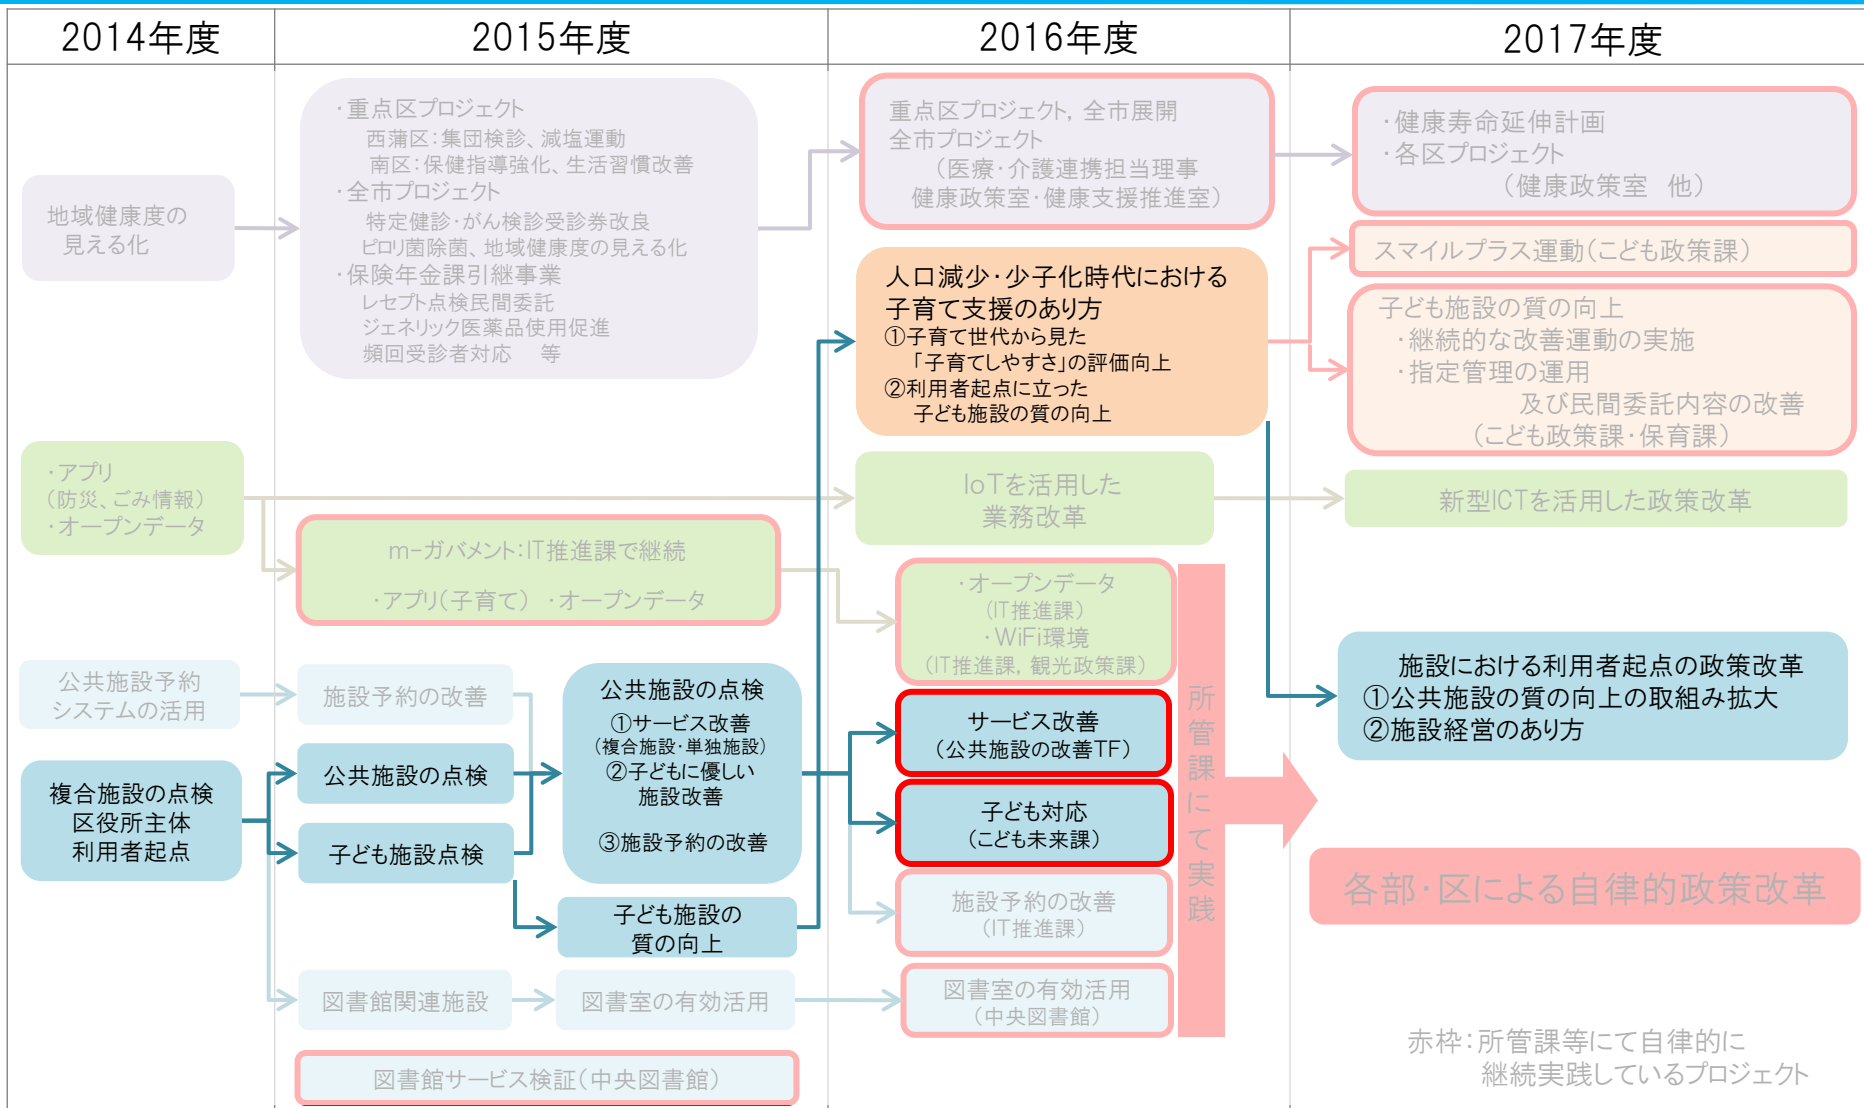 2014年度
2015年度
2016年度
2017年度
地域健康度の
見える化
・アプリ
（防災、ごみ情報）
・オープンデータ
公共施設予約
システムの活用
複合施設の点検
区役所主体
利用者起点
・重点区プロジェクト
西蒲区：集団検診、減塩運動
南区：保健指導強化、生活習慣改善
・全市プロジェクト
特定健診・がん検診受診券改良
ピロリ菌除菌、地域健康度の見える化
・保険年金課引継事業
レセプト点検民間委託
ジェネリック医薬品使用促進
頻回受診者対応　等
m-ガバメント：IT推進課で継続
・アプリ（子育て）　・オープンデータ
施設予約の改善
公共施設の点検
子ども施設点検
図書館関連施設
図書館サービス検証（中央図書館）
公共施設の点検
①サービス改善
（複合施設・単独施設）
②子どもに優しい
施設改善
③施設予約の改善
子ども施設の
質の向上
図書室の有効活用
重点区プロジェクト，全市展開
全市プロジェクト
（医療・介護連携担当理事
健康政策室・健康支援推進室）
人口減少・少子化時代における
子育て支援のあり方
①子育て世代から見た
「子育てしやすさ」の評価向上
②利用者起点に立った
子ども施設の質の向上
IoTを活用した
業務改革
・オープンデータ
（IT推進課）
・WiFi環境
（IT推進課，観光政策課）
サービス改善
（公共施設の改善TF）
子ども対応
（こども未来課）
施設予約の改善
（IT推進課）
図書室の有効活用
（中央図書館）
所管課にて実践
・健康寿命延伸計画
・各区プロジェクト
（健康政策室　他）
スマイルプラス運動（こども政策課）
子ども施設の質の向上
・継続的な改善運動の実施
・指定管理の運用
及び民間委託内容の改善
（こども政策課・保育課）
新型ICTを活用した政策改革
施設における利用者起点の政策改革
①公共施設の質の向上の取組み拡大
②施設経営のあり方
各部・区による自律的政策改革
赤枠：所管課等にて自律的に
継続実践しているプロジェクト